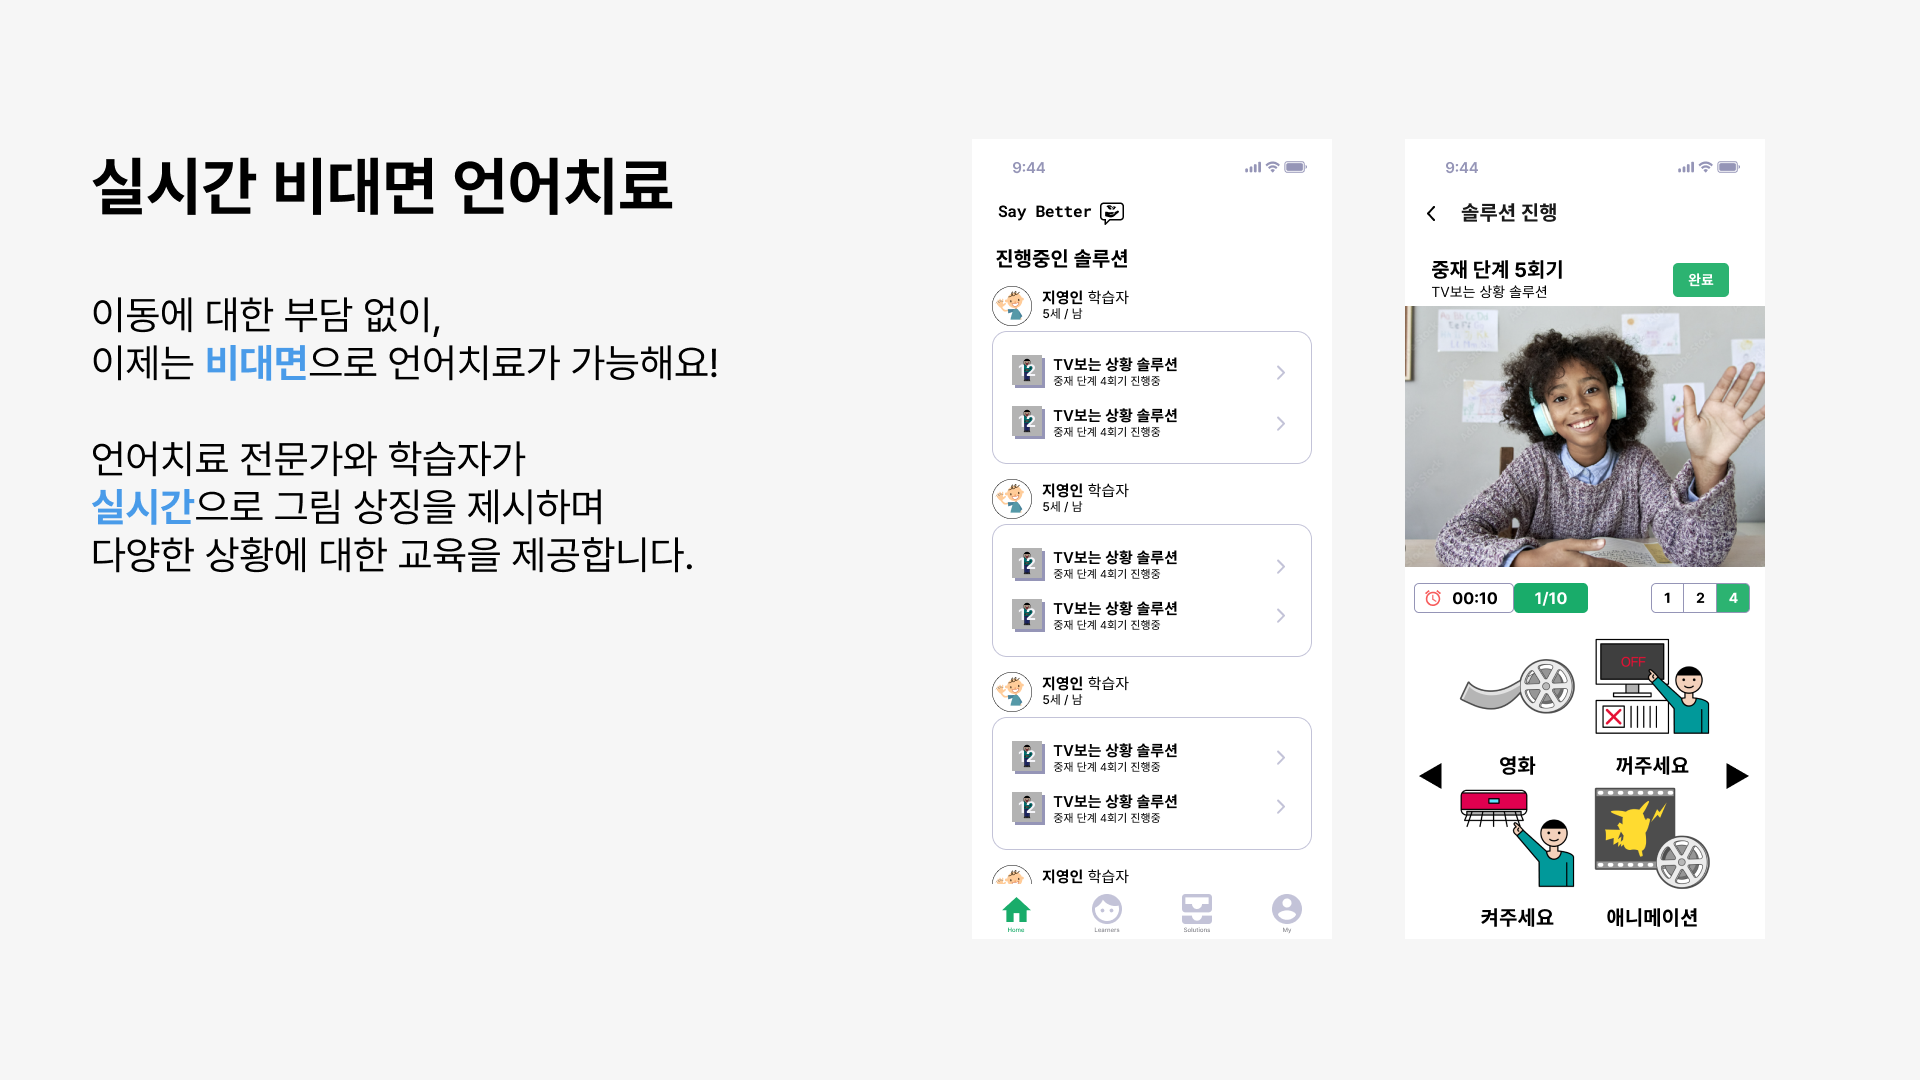 실시간 비대면 언어치료
이동에 대한 부담 없이,
이제는 비대면으로 언어치료가 가능해요!
언어치료 전문가와 학습자가
실시간으로 그림 상징을 제시하며
다양한 상황에 대한 교육을 제공합니다.
9:44
Say Better
진행중인 솔루션
지영인 학습자
5세 / 남
12
TV보는 상황 솔루션
중재 단계 4회기 진행중
12
TV보는 상황 솔루션
중재 단계 4회기 진행중
지영인 학습자
5세 / 남
12
TV보는 상황 솔루션
중재 단계 4회기 진행중
12
TV보는 상황 솔루션
중재 단계 4회기 진행중
지영인 학습자
5세 / 남
12
TV보는 상황 솔루션
중재 단계 4회기 진행중
12
TV보는 상황 솔루션
중재 단계 4회기 진행중
지영인 학습자
Home
Learners
Solutions
My
9:44
솔루션 진행
중재 단계 5회기
TV보는 상황 솔루션
완료
00:10
1/10
1
2
4
OFF
영화
꺼주세요
켜주세요
애니메이션